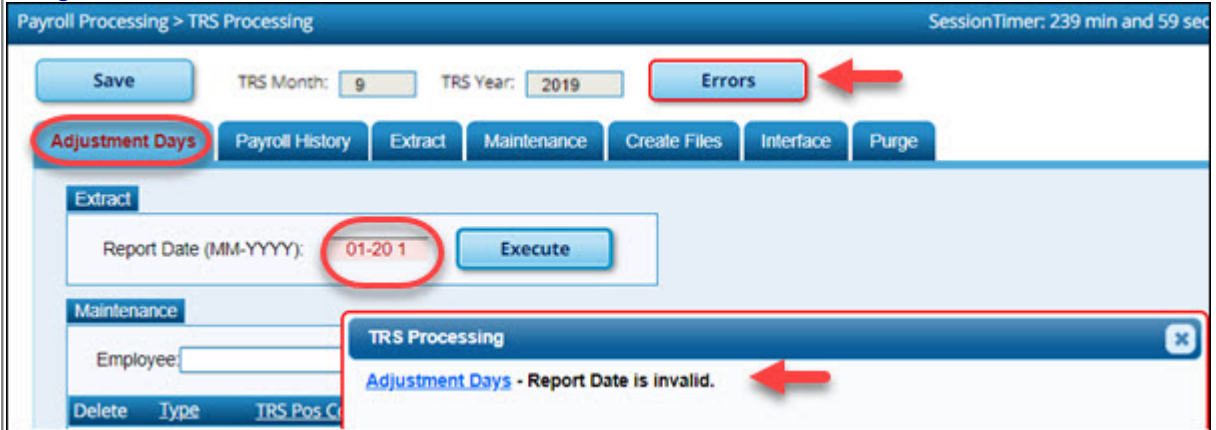 Payroll Processing > TRS Processing SessionTimer: 239 min and 59 sec
Save TRS Month: 9 TRS Year: 2019 Errors
Adjustment Days Payroll History Extract Maintenance Create Files Interface Purge
Extract
Report Date (MM-YYYY): 01-20 1 Execute
Maintenance
Employee:
TRS Processing
Adjustment Days - Report Date is invalid.
Delete Type TRS Pos